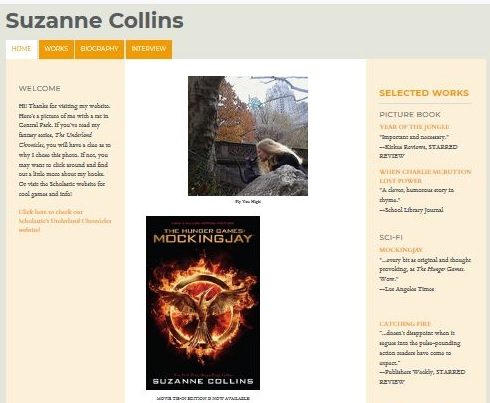 Suzanne Collins
HOME
WORKS
BIOGRAPHY
INTERVIEW
WELCOME
Hi! Thanks for visiting my website.
Here's a picture of me with a rat in
Central Park. If you've read my
fantasy series, The Underland
Chronicles, you will have a clue as to
why I chose this photo. If not, you
may want to click around and find
out a little more about my books.
Or visit the Scholastic website for
cool games and info!
Click here to check out
Scholastic's Underland Chronicles
website!
THE HUNGER GAMES:
MOCKINGJAY
SUZANNE COLLINS
MOVIE TIE-IN EDITION IS NOW AVAILABLE
SELECTED WORKS
PICTURE BOOK
YEAR OF THE JUNGLE
"Important and necessary."
—Kirkus Reviews, STARRED
REVIEW
WHEN CHARLIE MCBUTTON
LOST POWER
"A clever, humorous story in
rhyme."
—School Library Journal
SCI-FI
MOCKINGJAY
"...every bit as original and thought
provoking, as The Hunger Games.
Wow."
—Los Angeles Times
CATCHING FIRE
"...doesn't disappoint when it
segues into the pulse-pounding
action readers have come to
expect."
—Publishers Weekly, STARRED
REVIEW